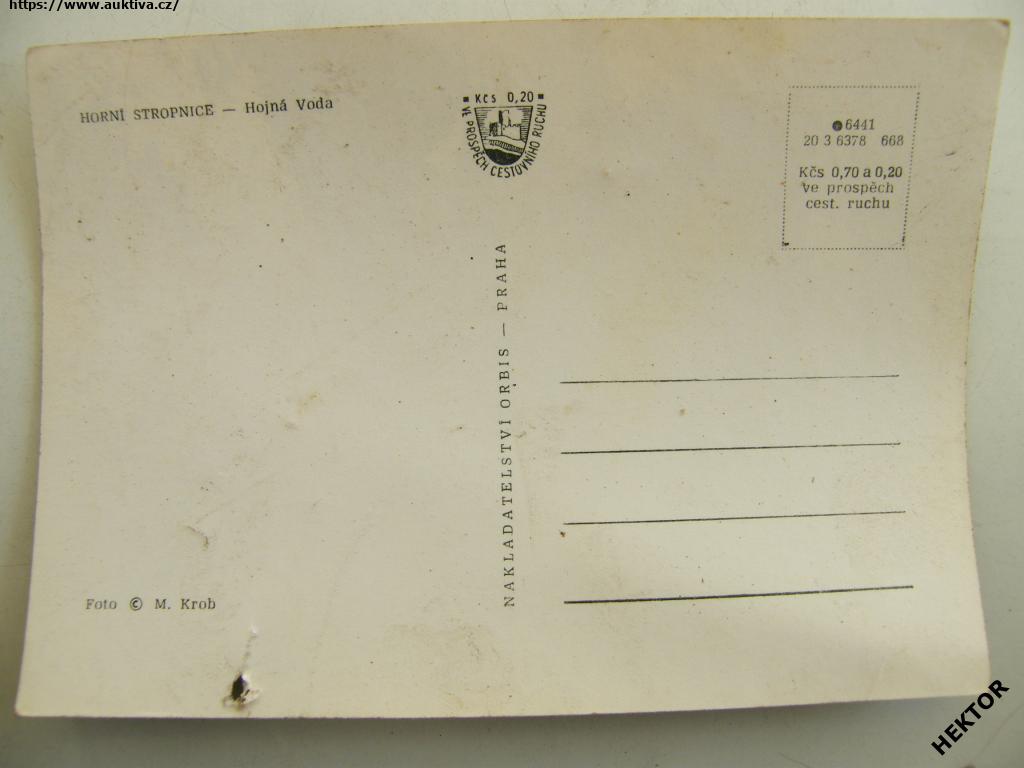 https://www.auktiva.cz/
HORNÍ STROPNICE — Hojná Voda
Kčs 0,20
VE PROSPĚCH CESTOVNÍHO RUCHU
6441
20 3 6378 668
Kčs 0,70 a 0,20
ve prospěch
cest. ruchu
NAKLADATELSTVÍ ORBIS — PRAHA
Foto © M. Krob
HEKTOR